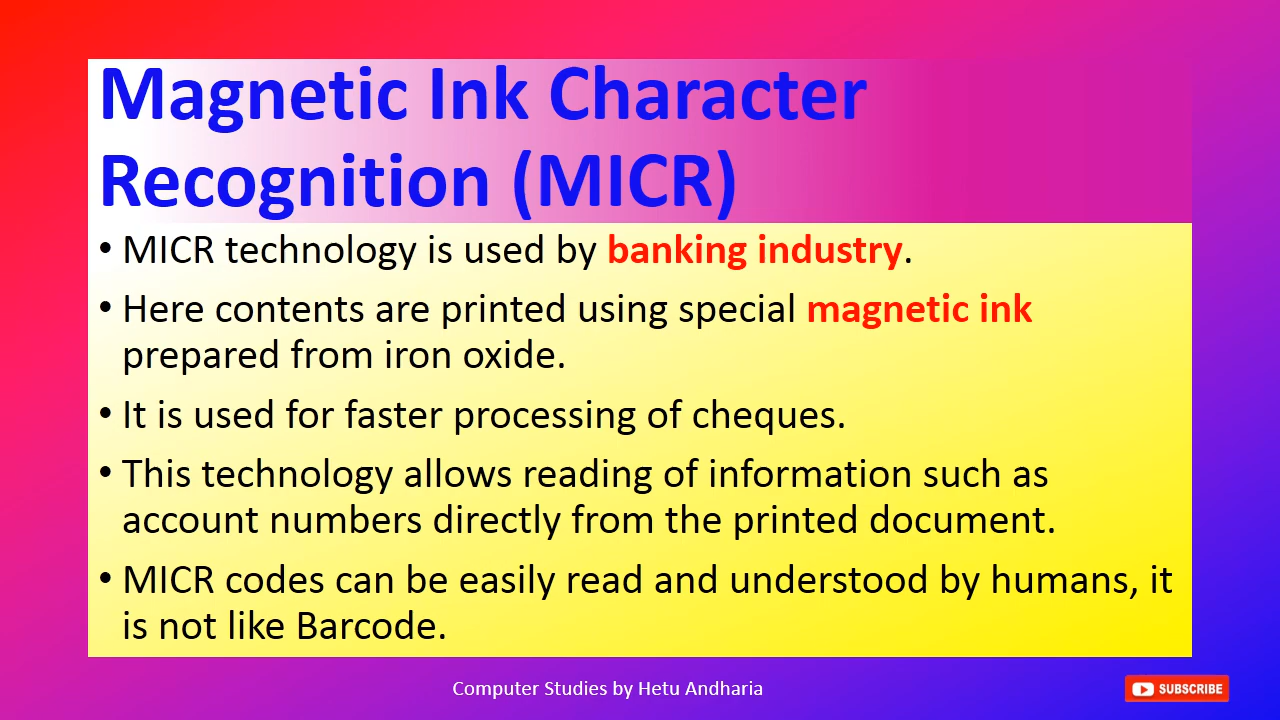 Magnetic Ink Character
Recognition (MICR)
• MICR technology is used by banking industry.
• Here contents are printed using special magnetic ink
prepared from iron oxide.
• It is used for faster processing of cheques.
• This technology allows reading of information such as
account numbers directly from the printed document.
• MICR codes can be easily read and understood by humans, it
is not like Barcode.
Computer Studies by Hetu Andharia
SUBSCRIBE